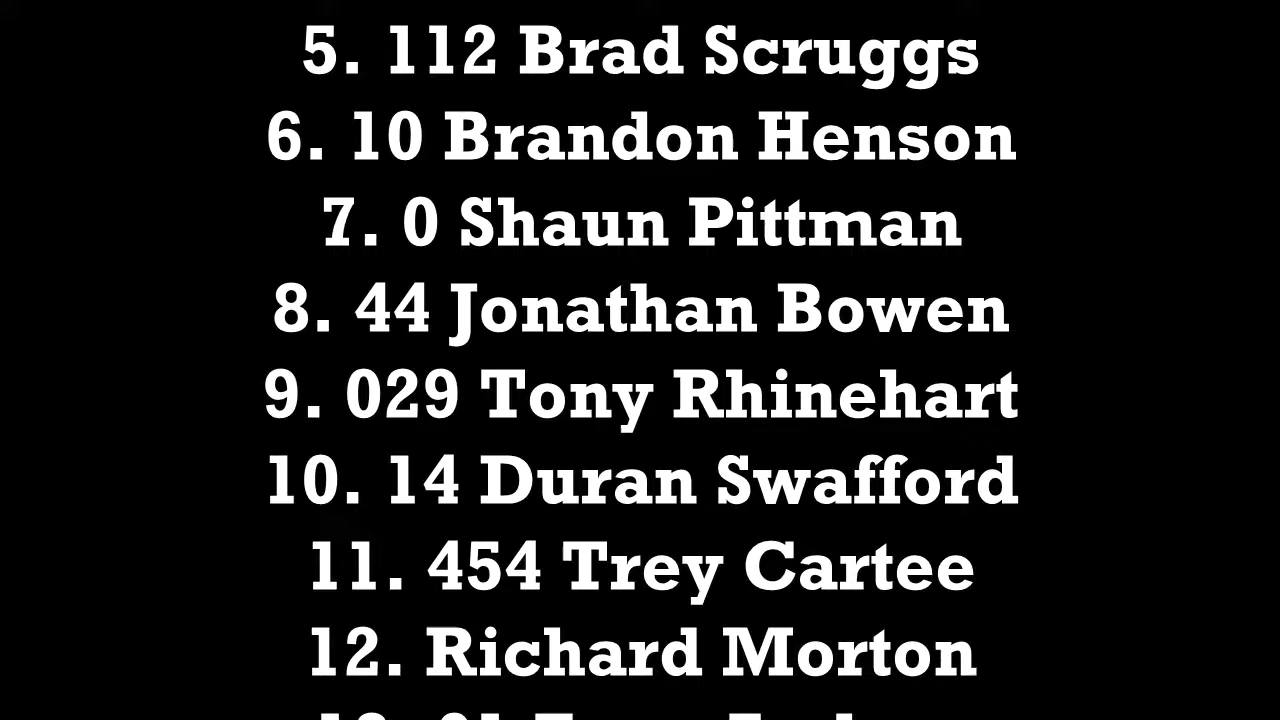 5. 112 Brad Scruggs
6. 10 Brandon Henson
7. 0 Shaun Pittman
8. 44 Jonathan Bowen
9. 029 Tony Rhinehart
10. 14 Duran Swafford
11. 454 Trey Cartee
12. Richard Morton